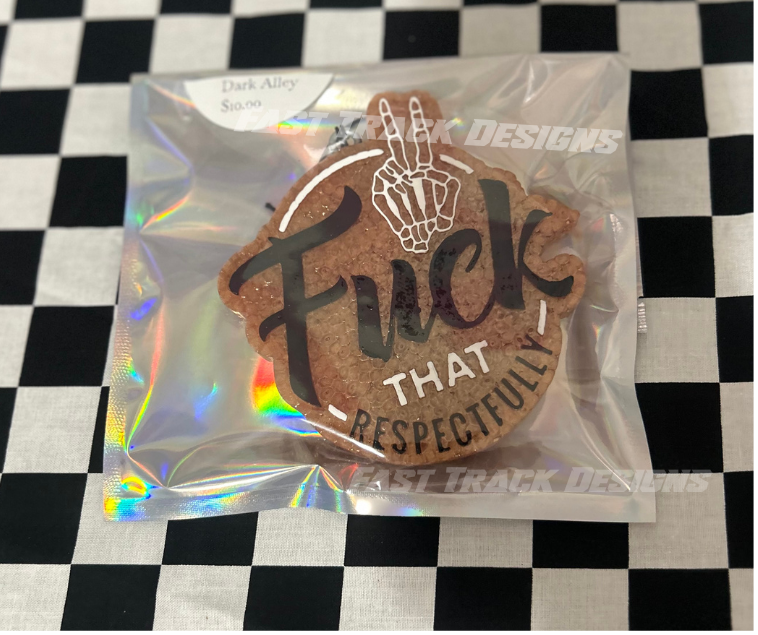 Dark Alley
$10.00
FAST TRACK DESIGNS
Fuck
THAT
RESPECTFULLY
FAST TRACK DESIGNS